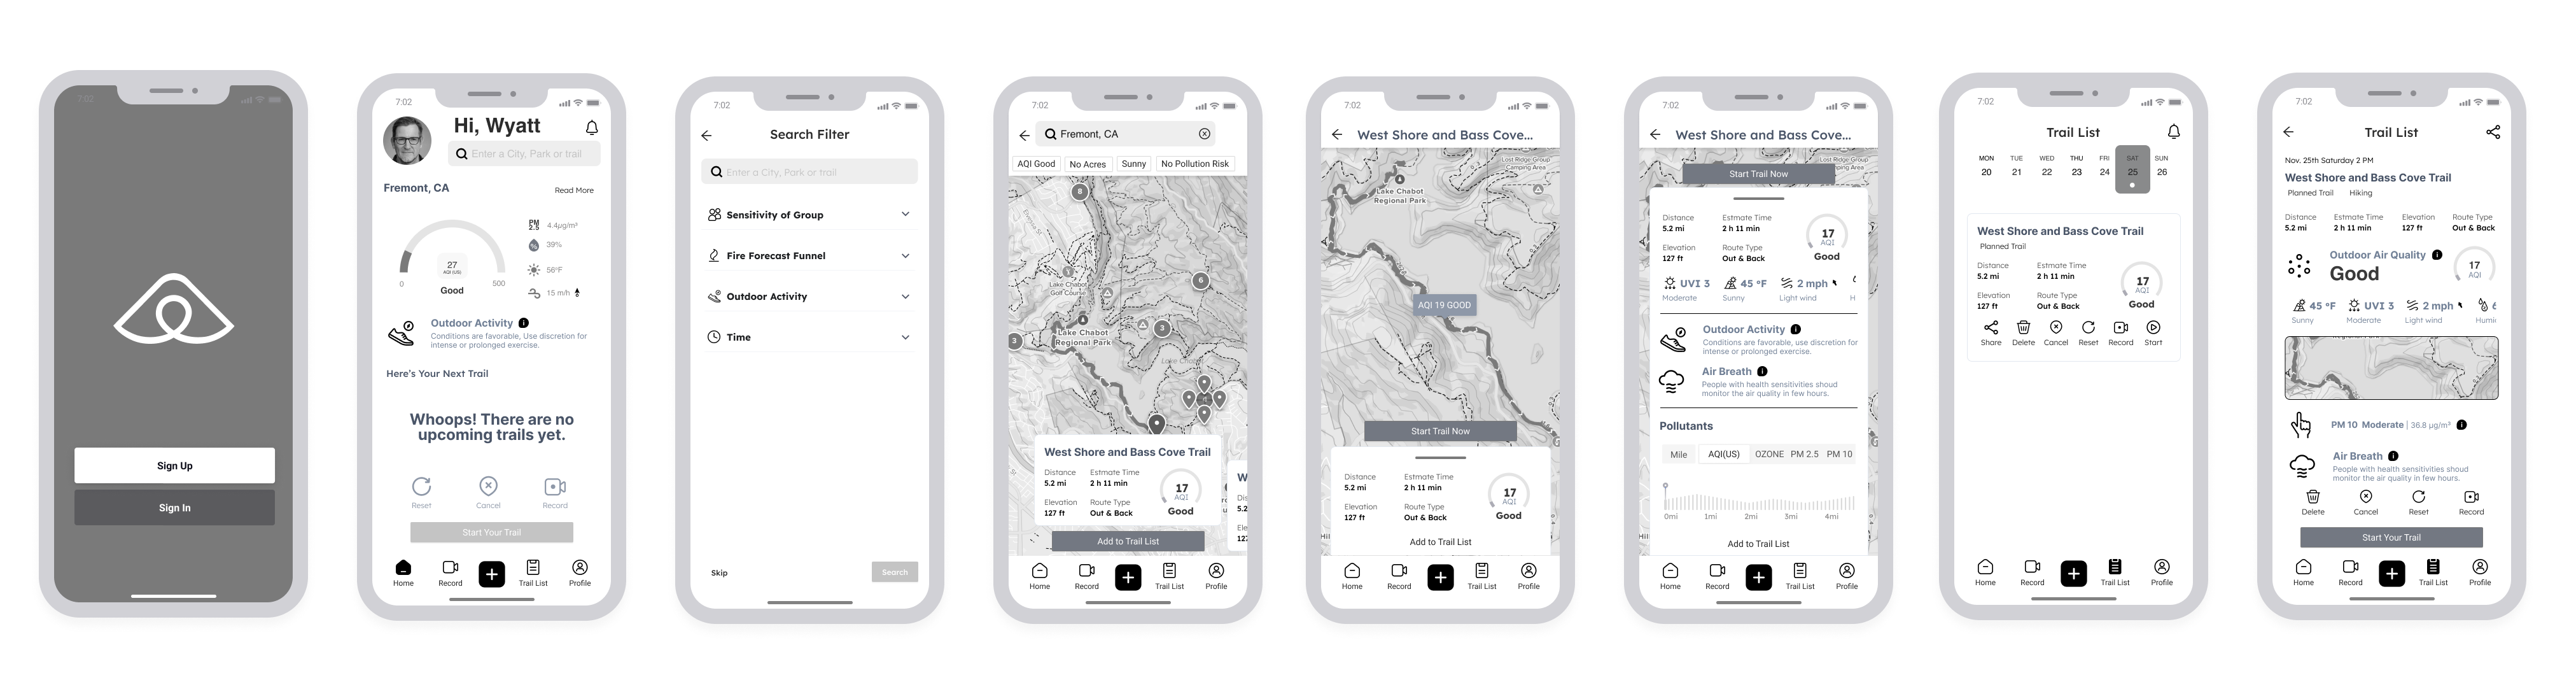 7:02
Sign Up
Sign In
7:02
Hi, Wyatt
Enter a City, Park or trail
Fremont, CA
Read More
PM 2.5
4.4µg/m³
39%
56°F
15 m/h
27
AQI (US)
0
500
Good
Outdoor Activity
Conditions are favorable, Use discretion for
intense or prolonged exercise.
Here's Your Next Trail
Whoops! There are no
upcoming trails yet.
Reset Cancel Record
Start Your Trail
Home Record Trail List Profile
7:02
Search Filter
Enter a City, Park or trail
Sensitivity of Group
Fire Forecast Funnel
Outdoor Activity
Time
Skip
Search
7:02
Fremont, CA
AQI Good No Acres Sunny No Pollution Risk
8
Lake Chabot
Golf Course
6
3
3
Lake Chabot
Regional Park
West Shore and Bass Cove Trail
Distance Estmate Time
5.2 mi 2 h 11 min
Elevation Route Type
127 ft Out & Back
17
AQI
Good
W
Dis
5.2
Ele
127
Add to Trail List
Home Record Trail List Profile
7:02
West Shore and Bass Cove...
Lost Ridge Group
Camping Area
Lake Chabot
Regional Park
AQI 19 GOOD
Start Trail Now
Distance Estmate Time
5.2 mi 2 h 11 min
Elevation Route Type
127 ft Out & Back
17
AQI
Good
Add to Trail List
Home Record Trail List Profile
7:02
West Shore and Bass Cove...
Lost Ridge Group
Start Trail Now
Distance Estmate Time
5.2 mi 2 h 11 min
Elevation Route Type
127 ft Out & Back
17
AQI
Good
UVI 3 45 °F 2 mph
Moderate Sunny Light wind H
Outdoor Activity
Conditions are favorable, use discretion for
intense or prolonged exercise.
Air Breath
People with health sensitivities shoud
monitor the air quality in few hours.
Pollutants
Mile AQI(US) OZONE PM 2.5 PM 10
0mi 1mi 2mi 3mi 4mi
Add to Trail List
Home Record Trail List Profile
7:02
Trail List
MON TUE WED THU FRI SAT SUN
20 21 22 23 24 25 26
West Shore and Bass Cove Trail
Planned Trail
Distance Estmate Time
5.2 mi 2 h 11 min
Elevation Route Type
127 ft Out & Back
17
AQI
Good
Share Delete Cancel Reset Record Start
Home Record Trail List Profile
7:02
Trail List
Nov. 25th Saturday 2 PM
West Shore and Bass Cove Trail
Planned Trail Hiking
Distance Estmate Time Elevation Route Type
5.2 mi 2 h 11 min 127 ft Out & Back
Outdoor Air Quality
Good
17
AQI
45 °F UVI 3 2 mph 6
Sunny Moderate Light wind Humi
PM 10 Moderate | 36.8 µg/m³
Air Breath
People with health sensitivities shoud
monitor the air quality in few hours.
Delete Cancel Reset Record
Start Your Trail
Home Record Trail List Profile